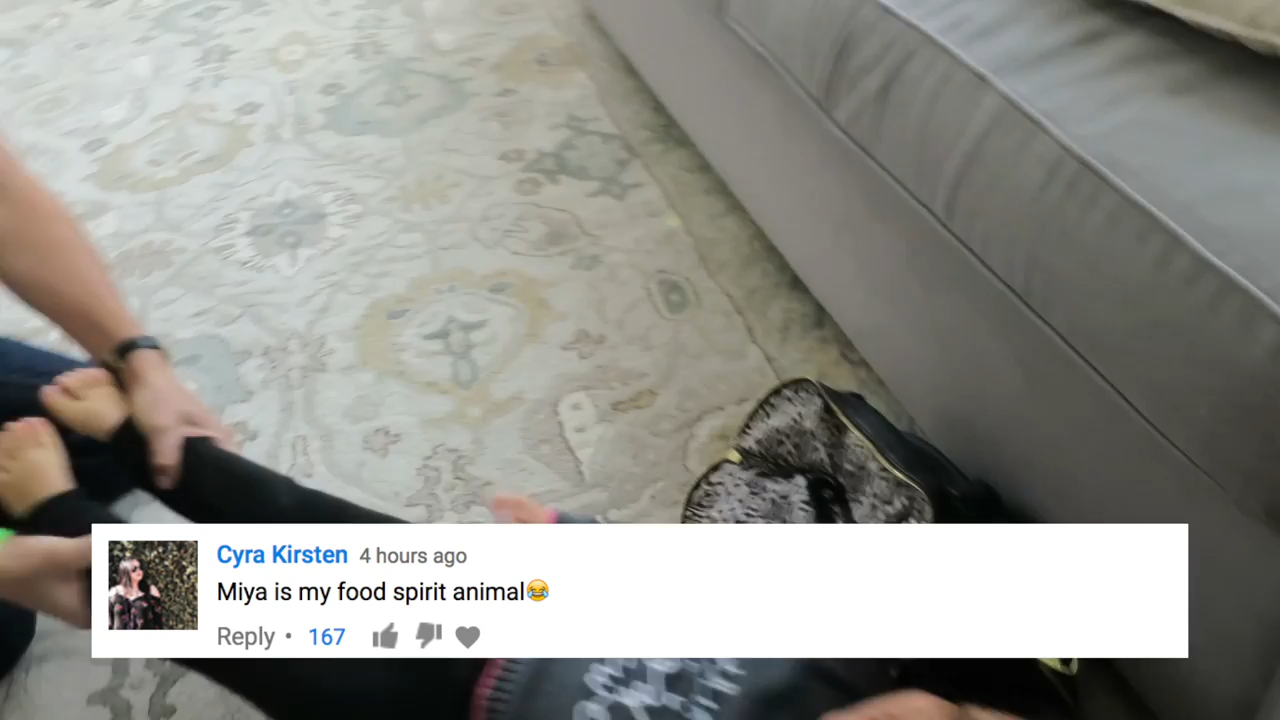 Cyra Kirsten 4 hours ago
Miya is my food spirit animal😂
Reply • 167